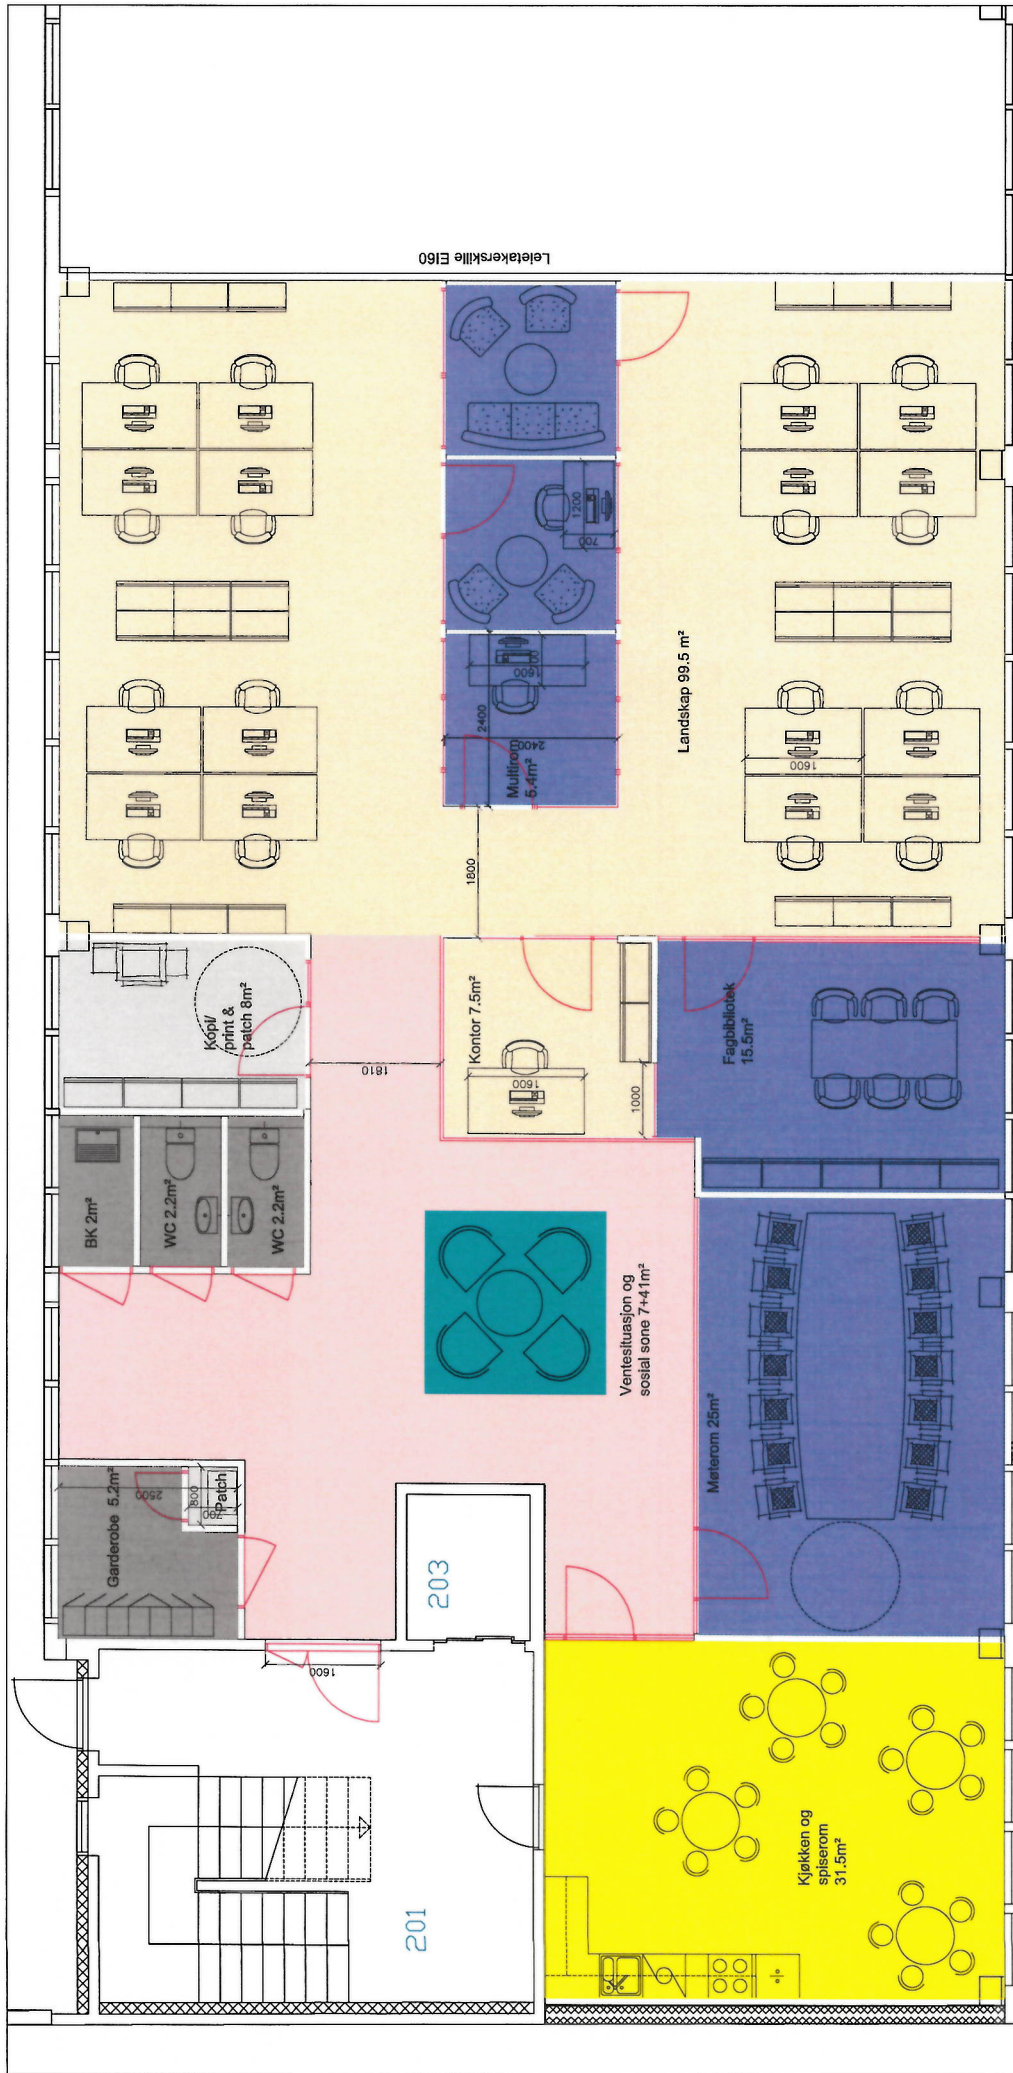 Leietakerskille EI60
Landskap 99.5 m²
Multirom
5.4m²
2400
2400
1600
1200
700
1600
1800
Kopi/
print &
patch 8m²
1810
Kontor 7.5m²
1600
1000
Fagbibliotek
15.5m²
BK 2m²
WC 2.2m²
WC 2.2m²
Ventesituasjon og
sosial sone 7+41m²
Møterom 25m²
Garderobe 5.2m²
2500
800
700
Patch
203
1600
201
Kjøkken og
spiserom
31.5m²